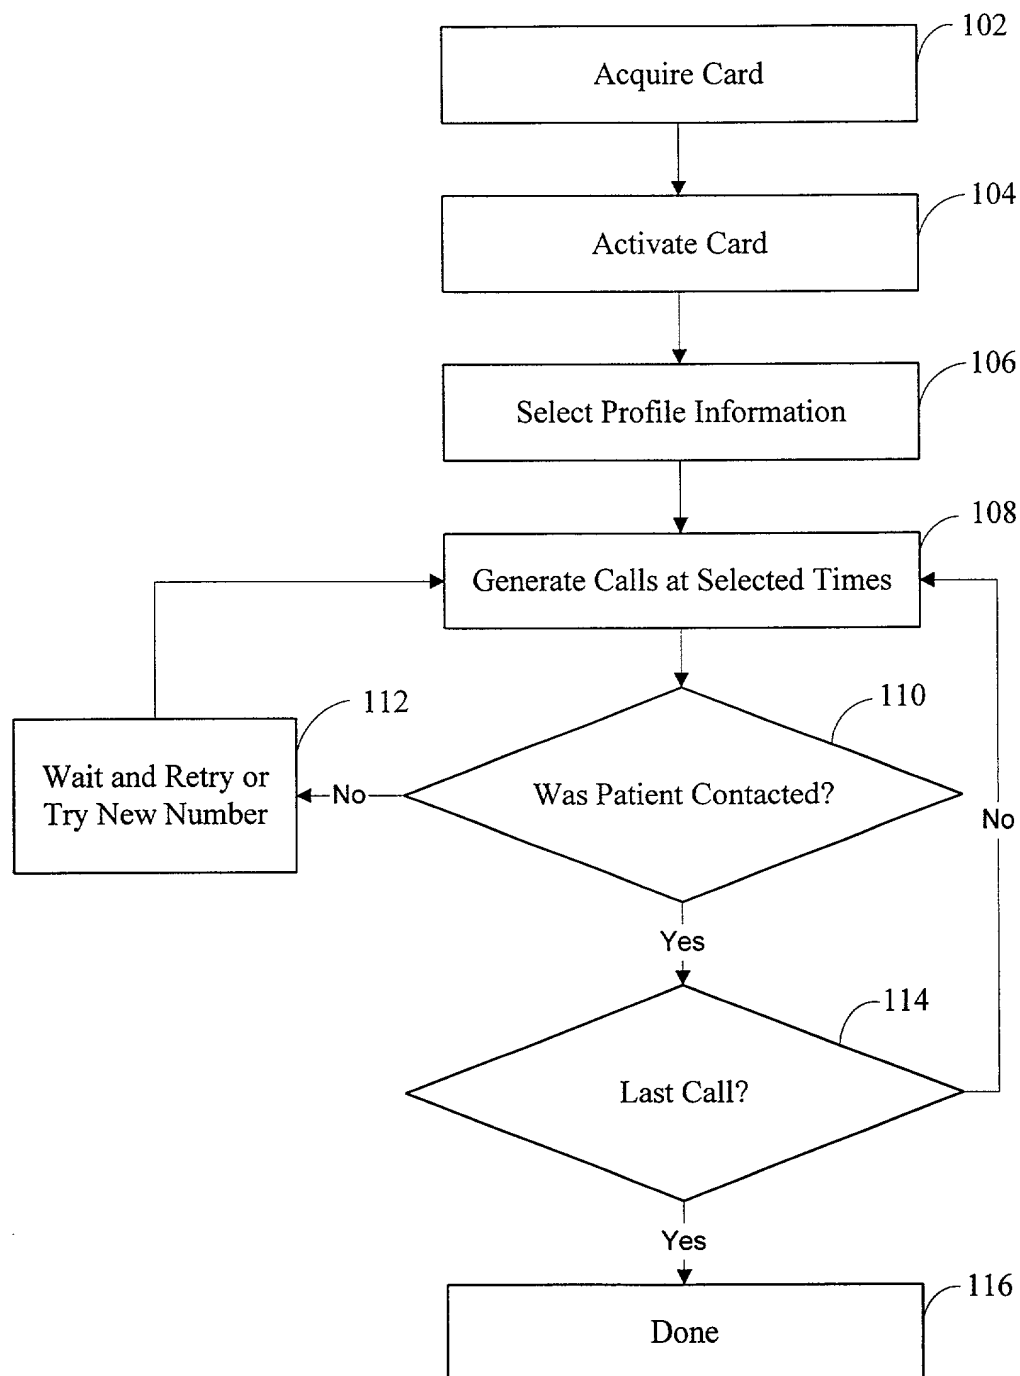 102
Acquire Card
104
Activate Card
106
Select Profile Information
108
Generate Calls at Selected Times
112
Wait and Retry or
Try New Number
No
110
Was Patient Contacted?
No
Yes
114
Last Call?
Yes
116
Done